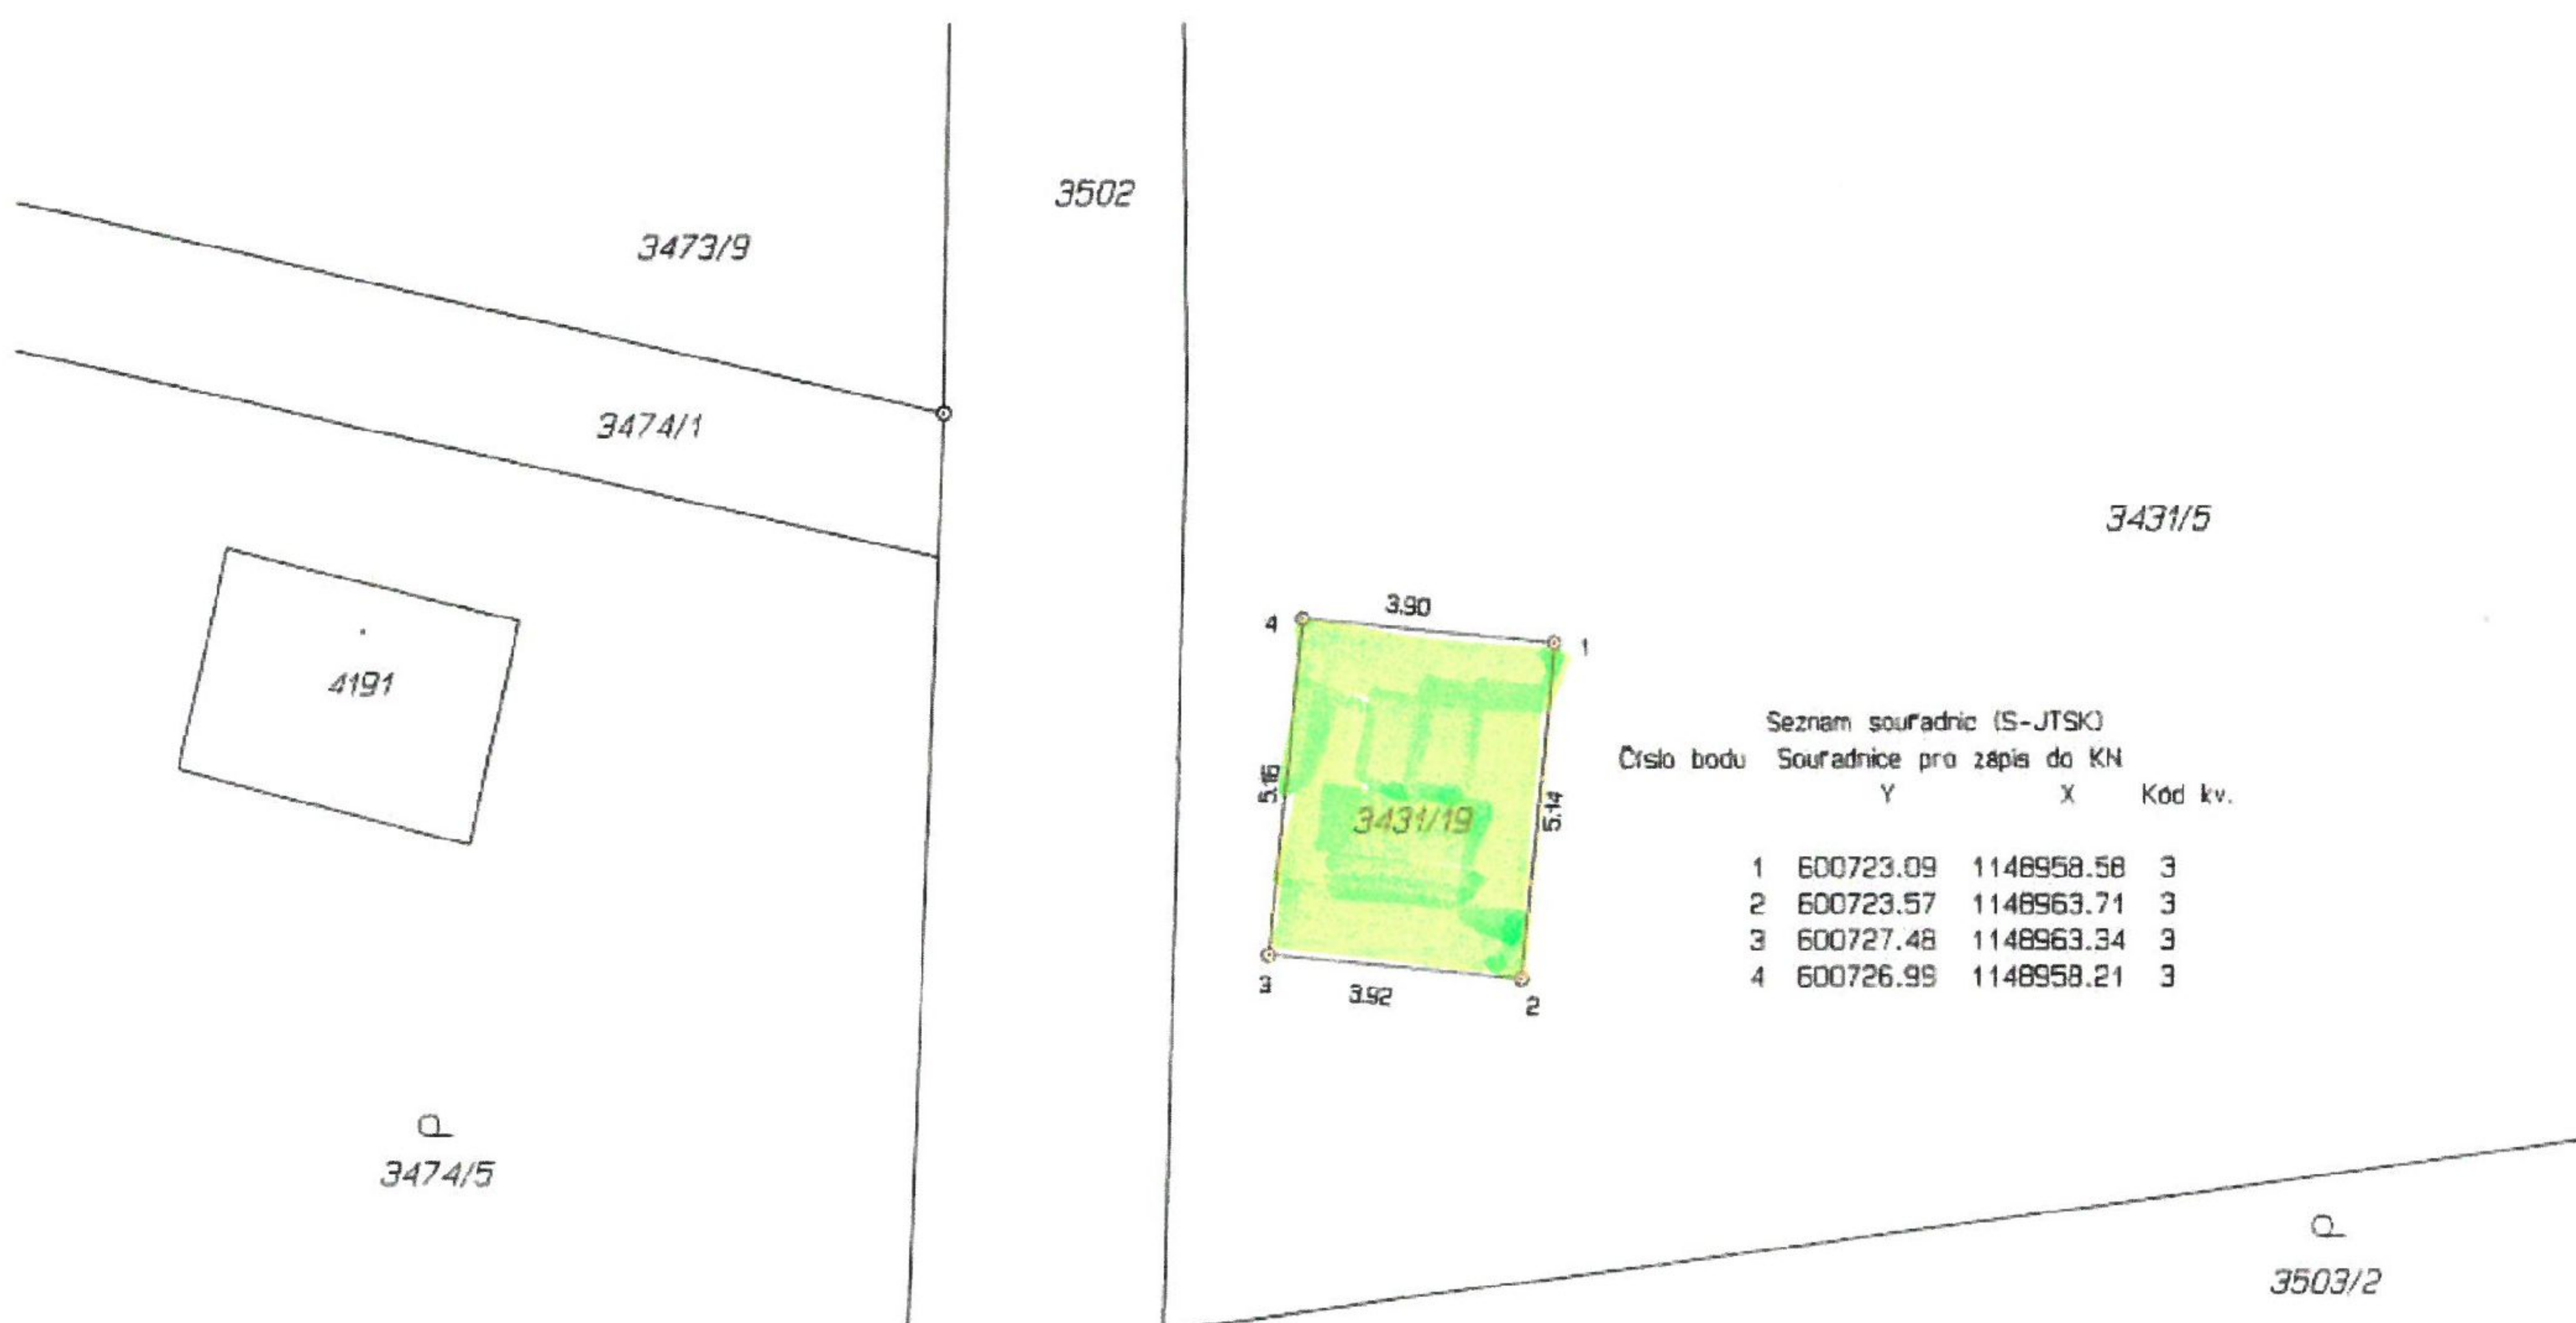 3502
3473/9
3474/1
3431/5
3.90
4
1
4191
5.16
5.14
3431/19
3
3.92
2
Seznam souřadnic (S-JTSK)
Číslo bodu Souřadnice pro zápis do KN
Y X Kód kv.
1 600723.09 1148958.58 3
2 600723.57 1148963.71 3
3 600727.48 1148963.34 3
4 600726.99 1148958.21 3
3474/5
3503/2